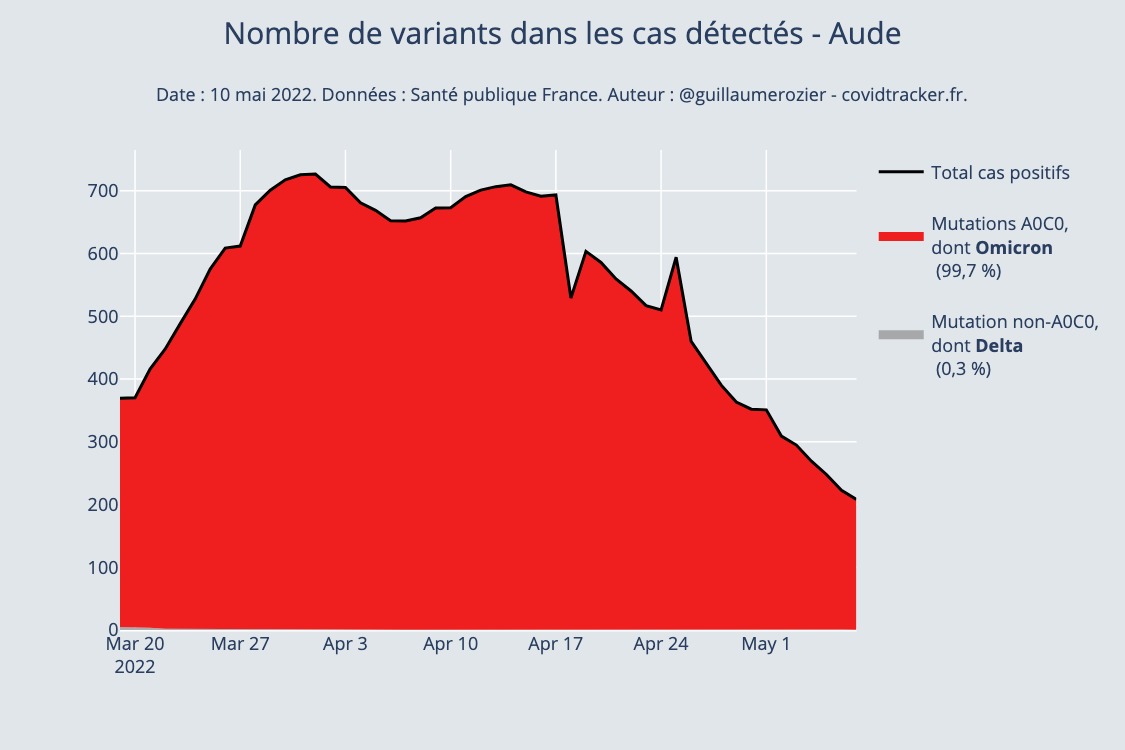 Nombre de variants dans les cas détectés - Aude
Date : 10 mai 2022. Données : Santé publique France. Auteur : @guillaumerozier - covidtracker.fr.
Total cas positifs
Mutations A0C0,
dont Omicron
(99,7 %)
Mutation non-A0C0,
dont Delta
(0,3 %)
700
600
500
400
300
200
100
0
Mar 20 Mar 27 Apr 3 Apr 10 Apr 17 Apr 24 May 1
2022